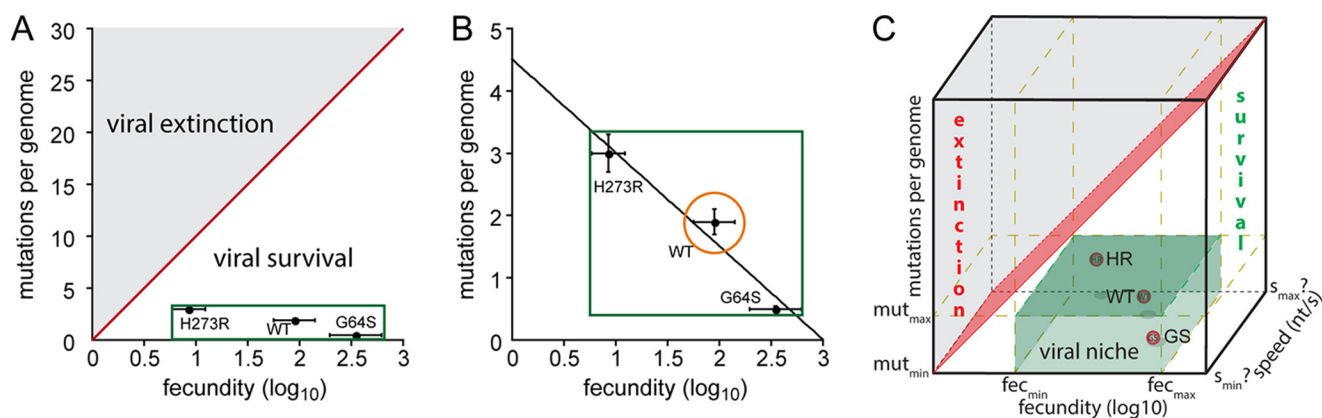 A
mutations per genome
30
25
20
15
10
5
0
viral extinction
viral survival
H273R
WT
G64S
0
0.5
1
1.5
2
2.5
3
fecundity (log10)
B
mutations per genome
5
4
3
2
1
0
H273R
WT
G64S
0
0.5
1
1.5
2
2.5
3
fecundity (log10)
C
mutations per genome
extinction
survival
HR HR
WT WT
GS GS
mutmax
mutmin
viral niche
smax?
speed (nt/s)
smin?
fecmin
fecmax
fecundity (log10)